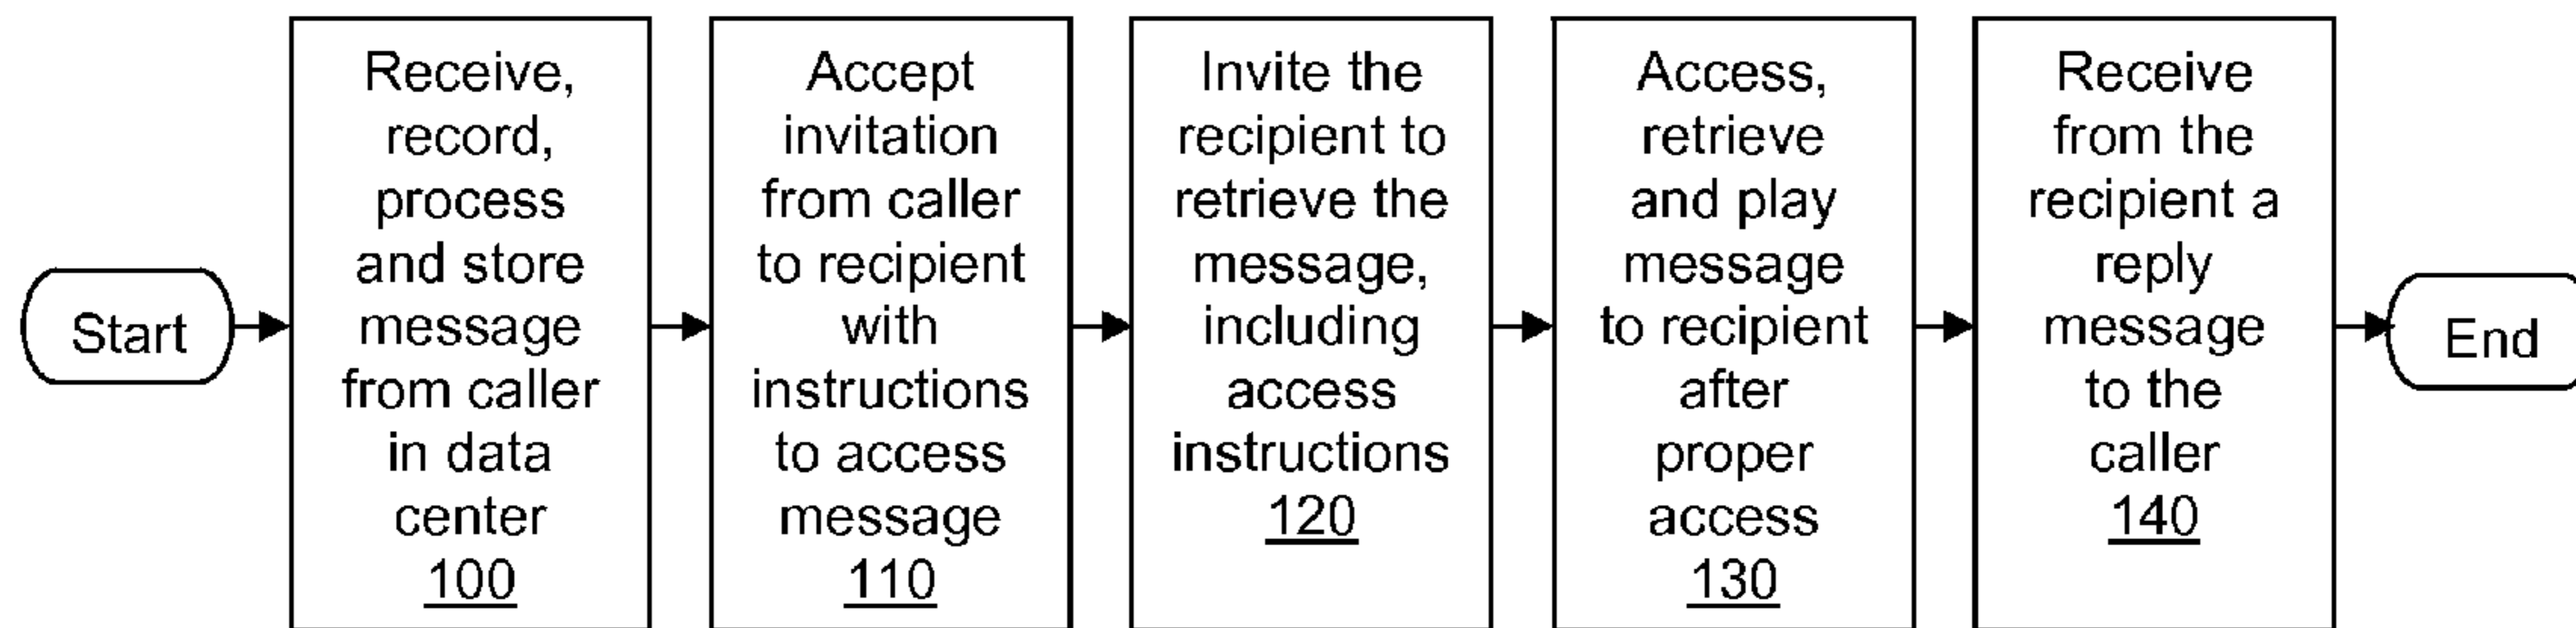 Start
Receive,
record,
process
and store
message
from caller
in data
center
100
Accept
invitation
from caller
to recipient
with
instructions
to access
message
110
Invite the
recipient to
retrieve the
message,
including
access
instructions
120
Access,
retrieve
and play
message
to recipient
after
proper
access
130
Receive
from the
recipient a
reply
message
to the
caller
140
End